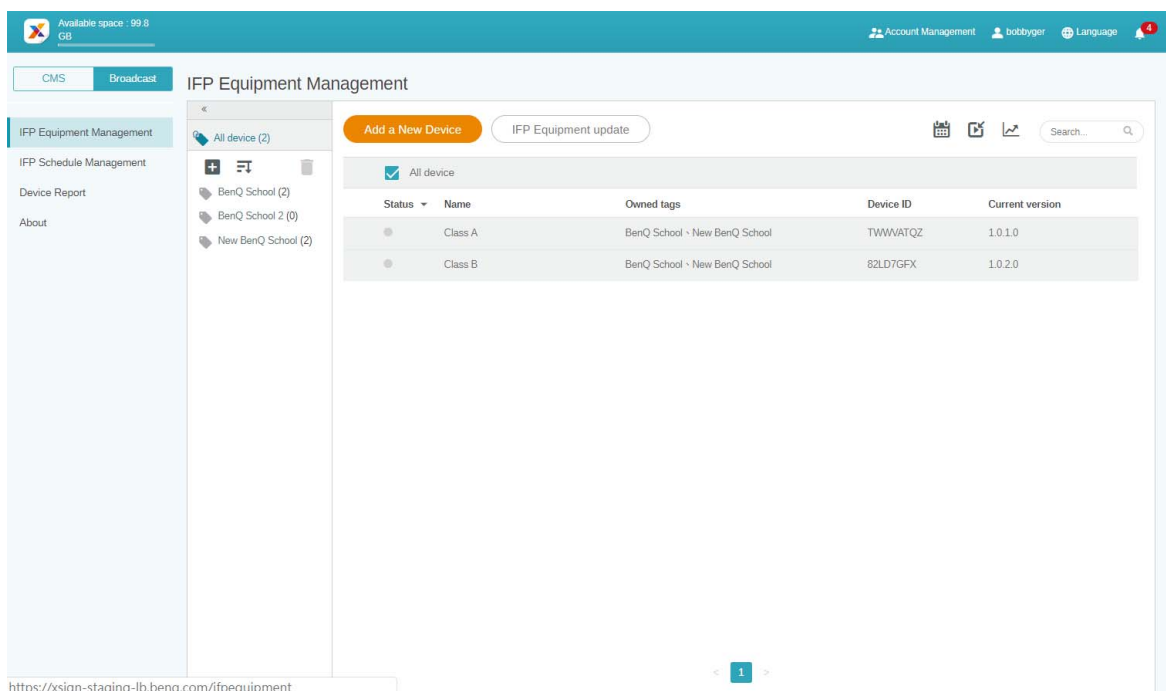 Available space : 99.8
GB
Account Management
bobbyger
Language
4
CMS
Broadcast
IFP Equipment Management
IFP Schedule Management
Device Report
About
IFP Equipment Management
«
All device (2)
BenQ School (2)
BenQ School 2 (0)
New BenQ School (2)
Add a New Device
IFP Equipment update
Search...
All device
Status Name Owned tags Device ID Current version
Class A BenQ School、New BenQ School TWWVATQZ 1.0.1.0
Class B BenQ School、New BenQ School 82LD7GFX 1.0.2.0
< 1 >
https://xsign-staging-lb.benq.com/ifpequipment